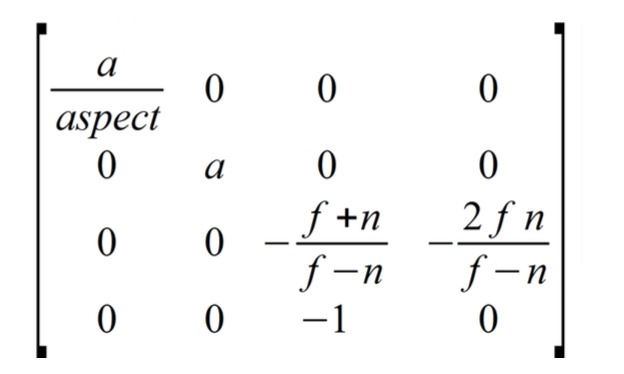 a/aspect 0 0 0
0 a 0 0
0 0 −(f+n)/(f−n) −(2fn)/(f−n)
0 0 −1 0